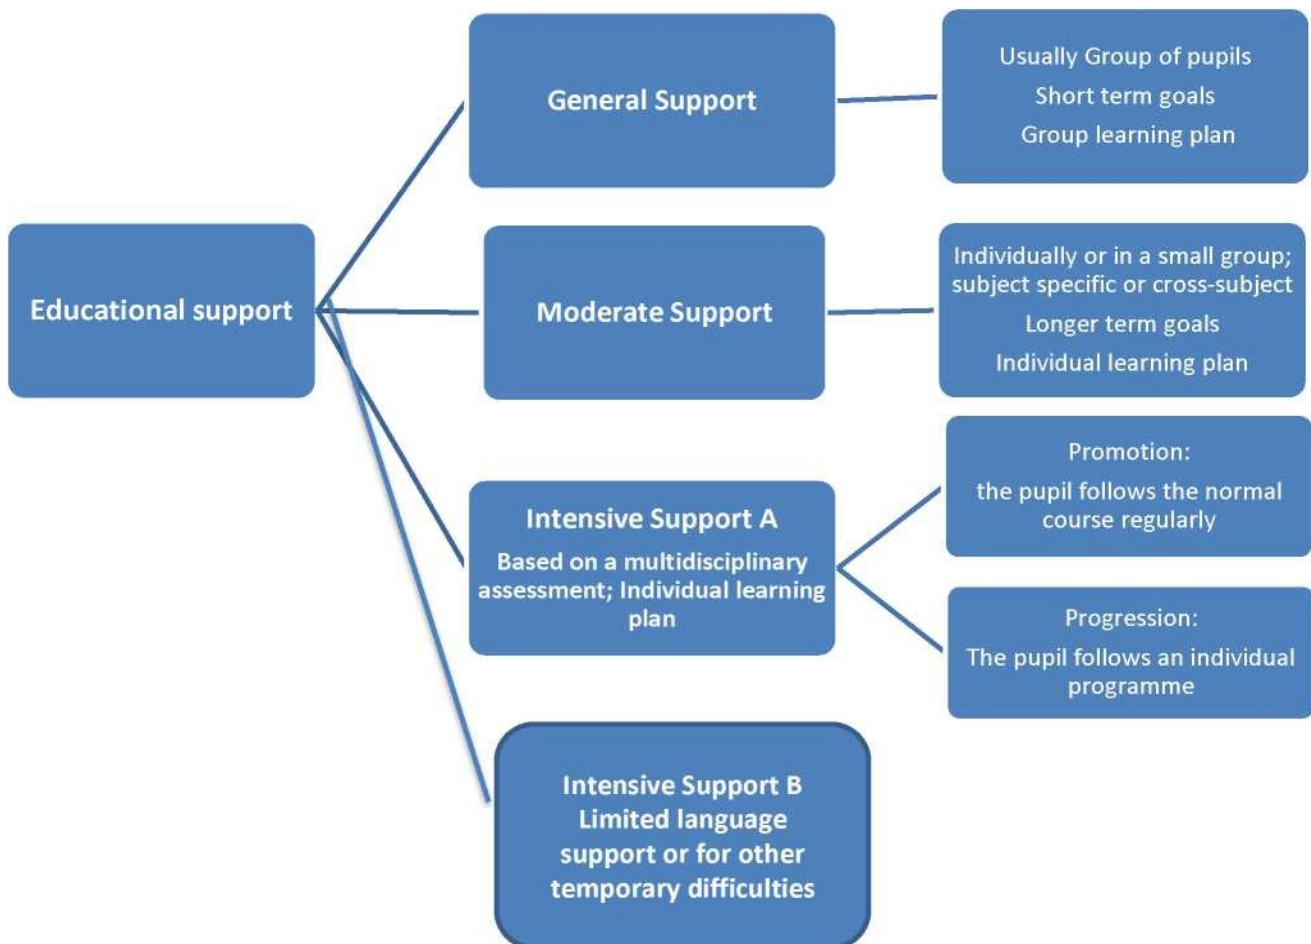 Educational support
General Support
Usually Group of pupils
Short term goals
Group learning plan
Moderate Support
Individually or in a small group;
subject specific or cross-subject
Longer term goals
Individual learning plan
Intensive Support A
Based on a multidisciplinary
assessment; Individual learning
plan
Promotion:
the pupil follows the normal
course regularly
Progression:
The pupil follows an individual
programme
Intensive Support B
Limited language
support or for other
temporary difficulties